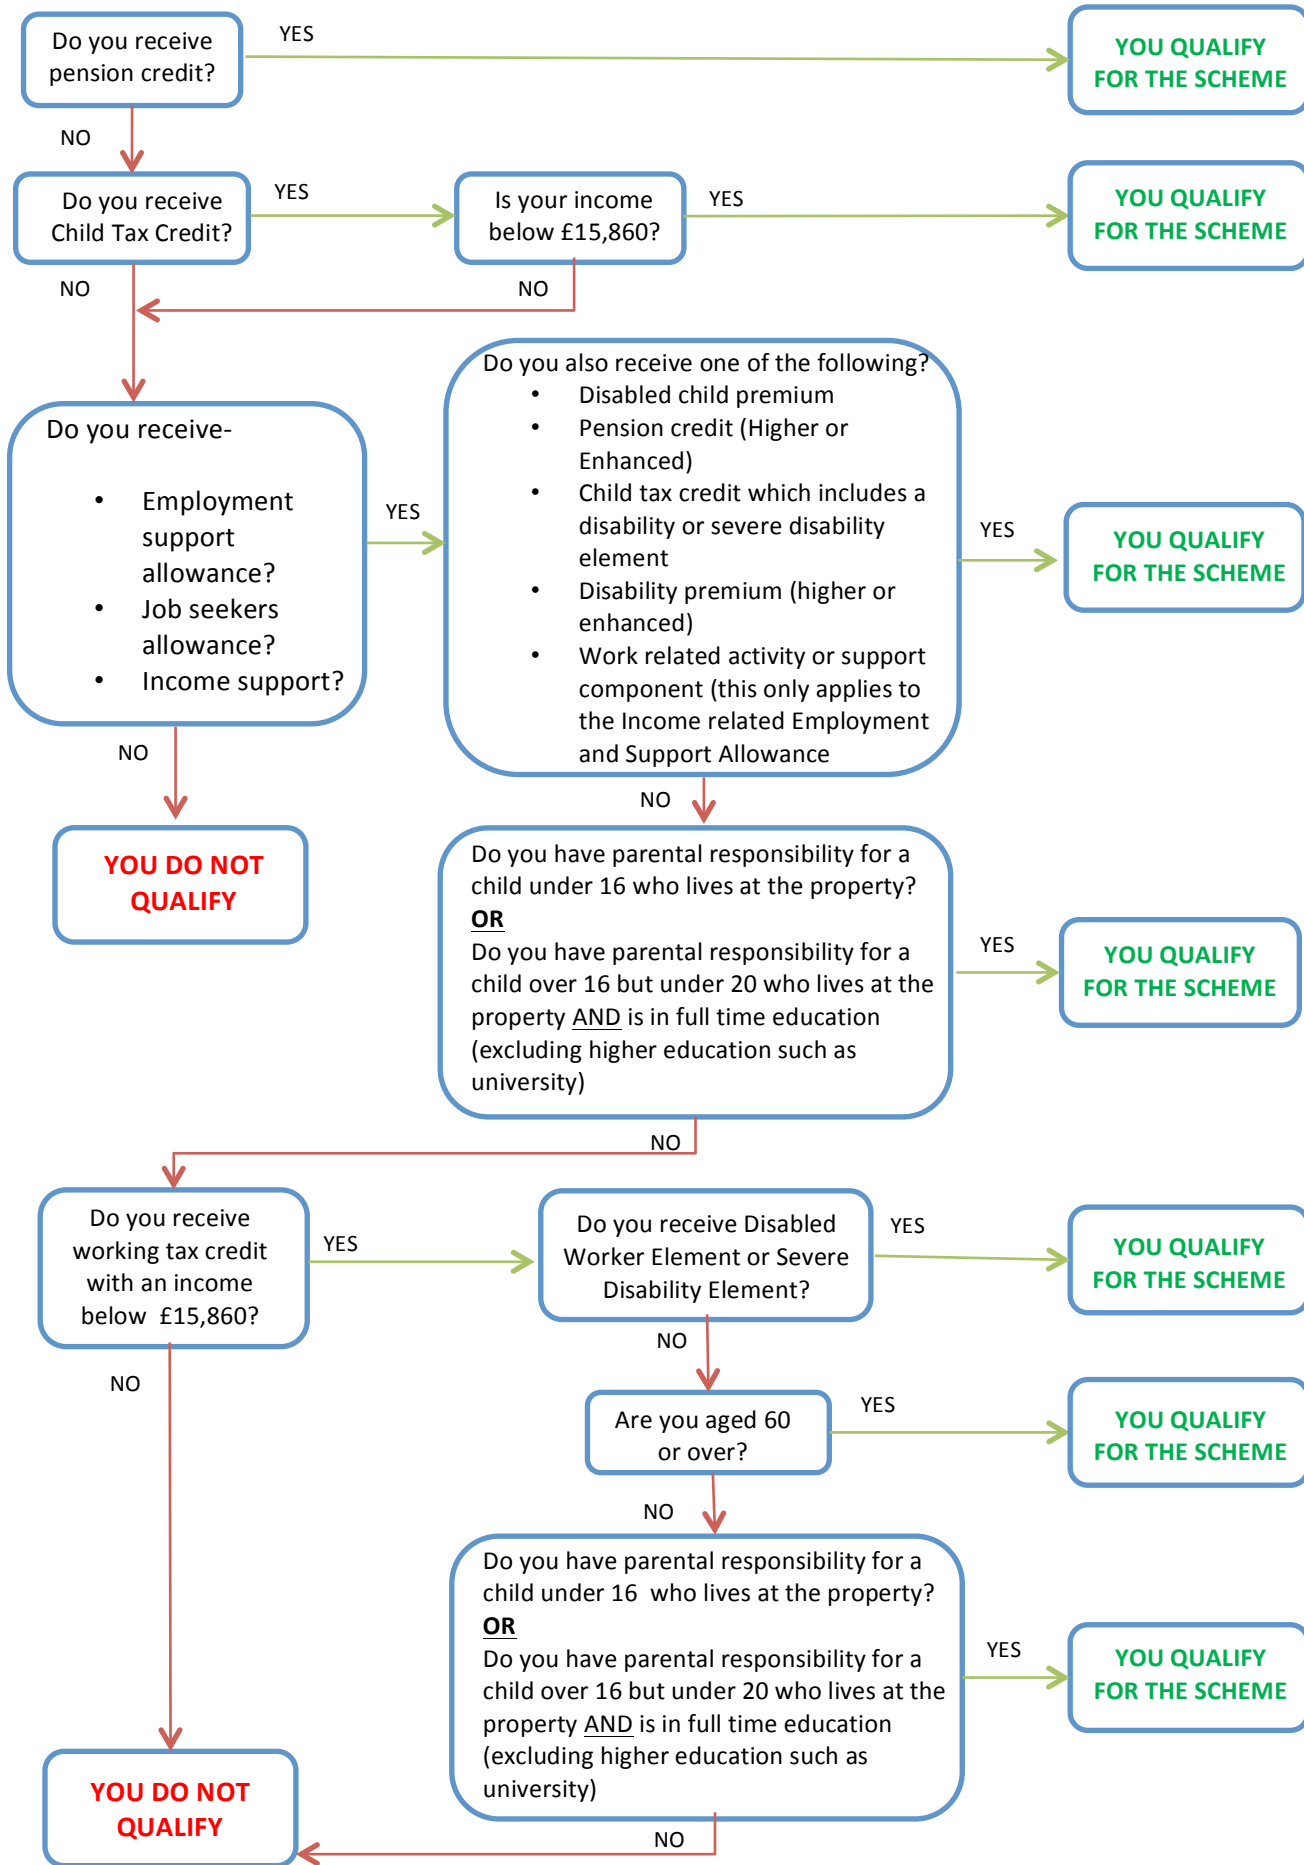 Do you receive
pension credit?
YES
YOU QUALIFY
FOR THE SCHEME
NO
Do you receive
Child Tax Credit?
YES
Is your income
below £15,860?
YES
YOU QUALIFY
FOR THE SCHEME
NO
NO
Do you receive-
• Employment
support
allowance?
• Job seekers
allowance?
• Income support?
YES
Do you also receive one of the following?
• Disabled child premium
• Pension credit (Higher or
Enhanced)
• Child tax credit which includes a
disability or severe disability
element
• Disability premium (higher or
enhanced)
• Work related activity or support
component (this only applies to
the Income related Employment
and Support Allowance
YES
YOU QUALIFY
FOR THE SCHEME
NO
YOU DO NOT
QUALIFY
NO
Do you have parental responsibility for a
child under 16 who lives at the property?
OR
Do you have parental responsibility for a
child over 16 but under 20 who lives at the
property AND is in full time education
(excluding higher education such as
university)
YES
YOU QUALIFY
FOR THE SCHEME
NO
Do you receive
working tax credit
with an income
below £15,860?
YES
Do you receive Disabled
Worker Element or Severe
Disability Element?
YES
YOU QUALIFY
FOR THE SCHEME
NO
NO
Are you aged 60
or over?
YES
YOU QUALIFY
FOR THE SCHEME
NO
Do you have parental responsibility for a
child under 16 who lives at the property?
OR
Do you have parental responsibility for a
child over 16 but under 20 who lives at the
property AND is in full time education
(excluding higher education such as
university)
YES
YOU QUALIFY
FOR THE SCHEME
NO
YOU DO NOT
QUALIFY